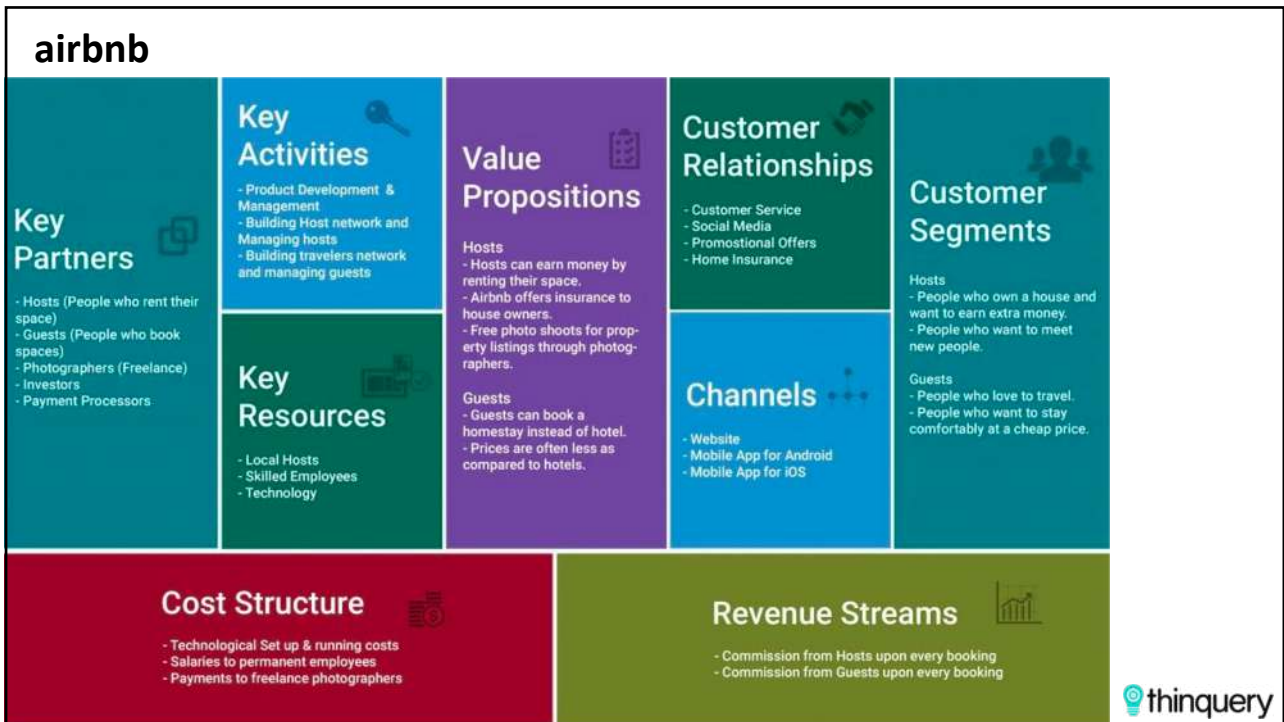 airbnb
Key
Partners
- Hosts (People who rent their
space)
- Guests (People who book
spaces)
- Photographers (Freelance)
- Investors
- Payment Processors
Key
Activities
- Product Development &
Management
- Building Host network and
Managing hosts
- Building travelers network
and managing guests
Key
Resources
- Local Hosts
- Skilled Employees
- Technology
Value
Propositions
Hosts
- Hosts can earn money by
renting their space.
- Airbnb offers insurance to
house owners.
- Free photo shoots for prop-
erty listings through photog-
raphers.
Guests
- Guests can book a
homestay instead of hotel.
- Prices are often less as
compared to hotels.
Customer
Relationships
- Customer Service
- Social Media
- Promostional Offers
- Home Insurance
Channels
- Website
- Mobile App for Android
- Mobile App for iOS
Customer
Segments
Hosts
- People who own a house and
want to earn extra money.
- People who want to meet
new people.
Guests
- People who love to travel.
- People who want to stay
comfortably at a cheap price.
Cost Structure
- Technological Set up & running costs
- Salaries to permanent employees
- Payments to freelance photographers
Revenue Streams
- Commission from Hosts upon every booking
- Commission from Guests upon every booking
thinquery